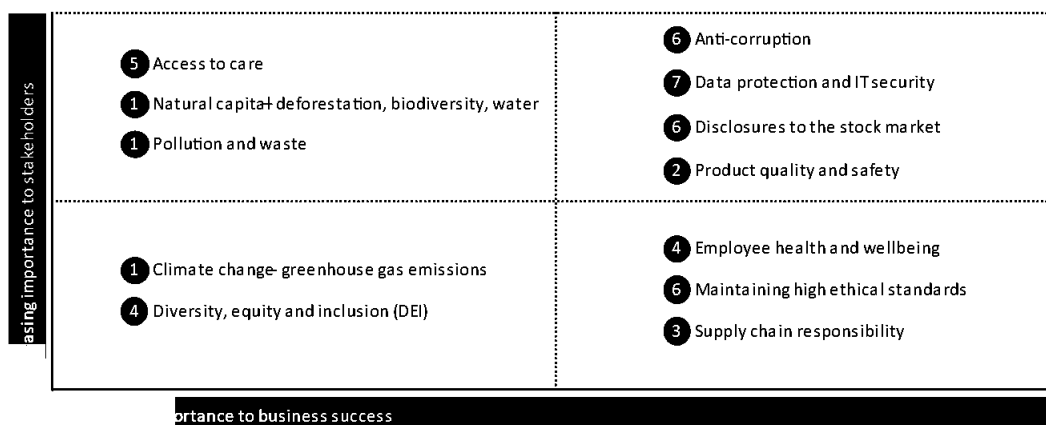 asing importance to stakeholders
5 Access to care
1 Natural capital- deforestation, biodiversity, water
1 Pollution and waste
6 Anti-corruption
7 Data protection and IT security
6 Disclosures to the stock market
2 Product quality and safety
1 Climate change- greenhouse gas emissions
4 Diversity, equity and inclusion (DEI)
4 Employee health and wellbeing
6 Maintaining high ethical standards
3 Supply chain responsibility
ortance to business success